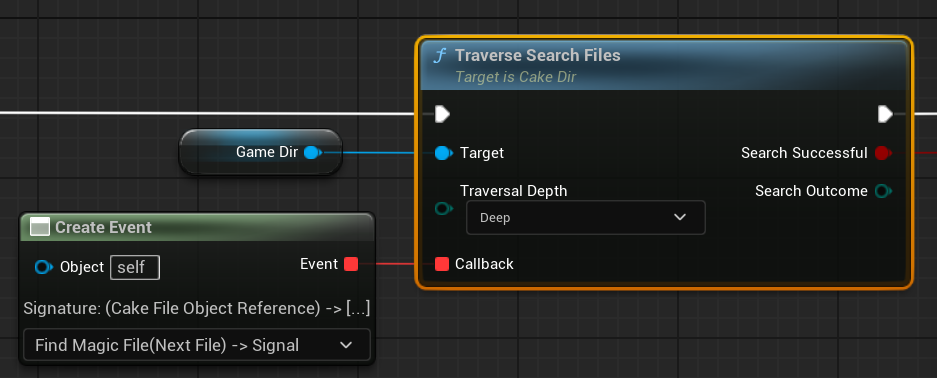 Traverse Search Files
Target is Cake Dir
Game Dir
Target
Search Successful
Traversal Depth
Search Outcome
Deep
Create Event
Object
self
Event
Callback
Signature: (Cake File Object Reference) -> [...]
Find Magic File(Next File) -> Signal